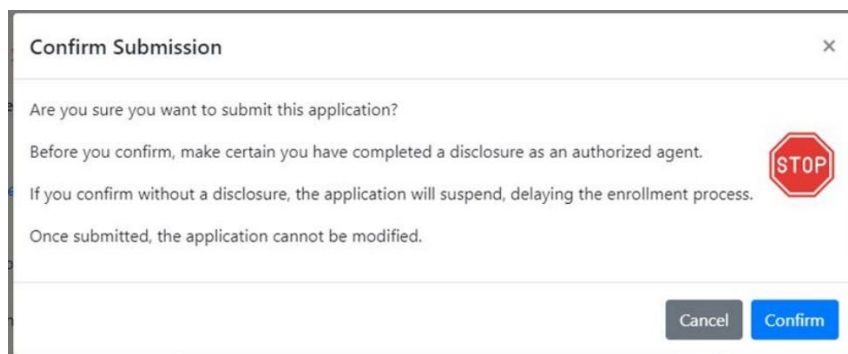 Confirm Submission
×
Are you sure you want to submit this application?
Before you confirm, make certain you have completed a disclosure as an authorized agent.
STOP
If you confirm without a disclosure, the application will suspend, delaying the enrollment process.
Once submitted, the application cannot be modified.
Cancel
Confirm